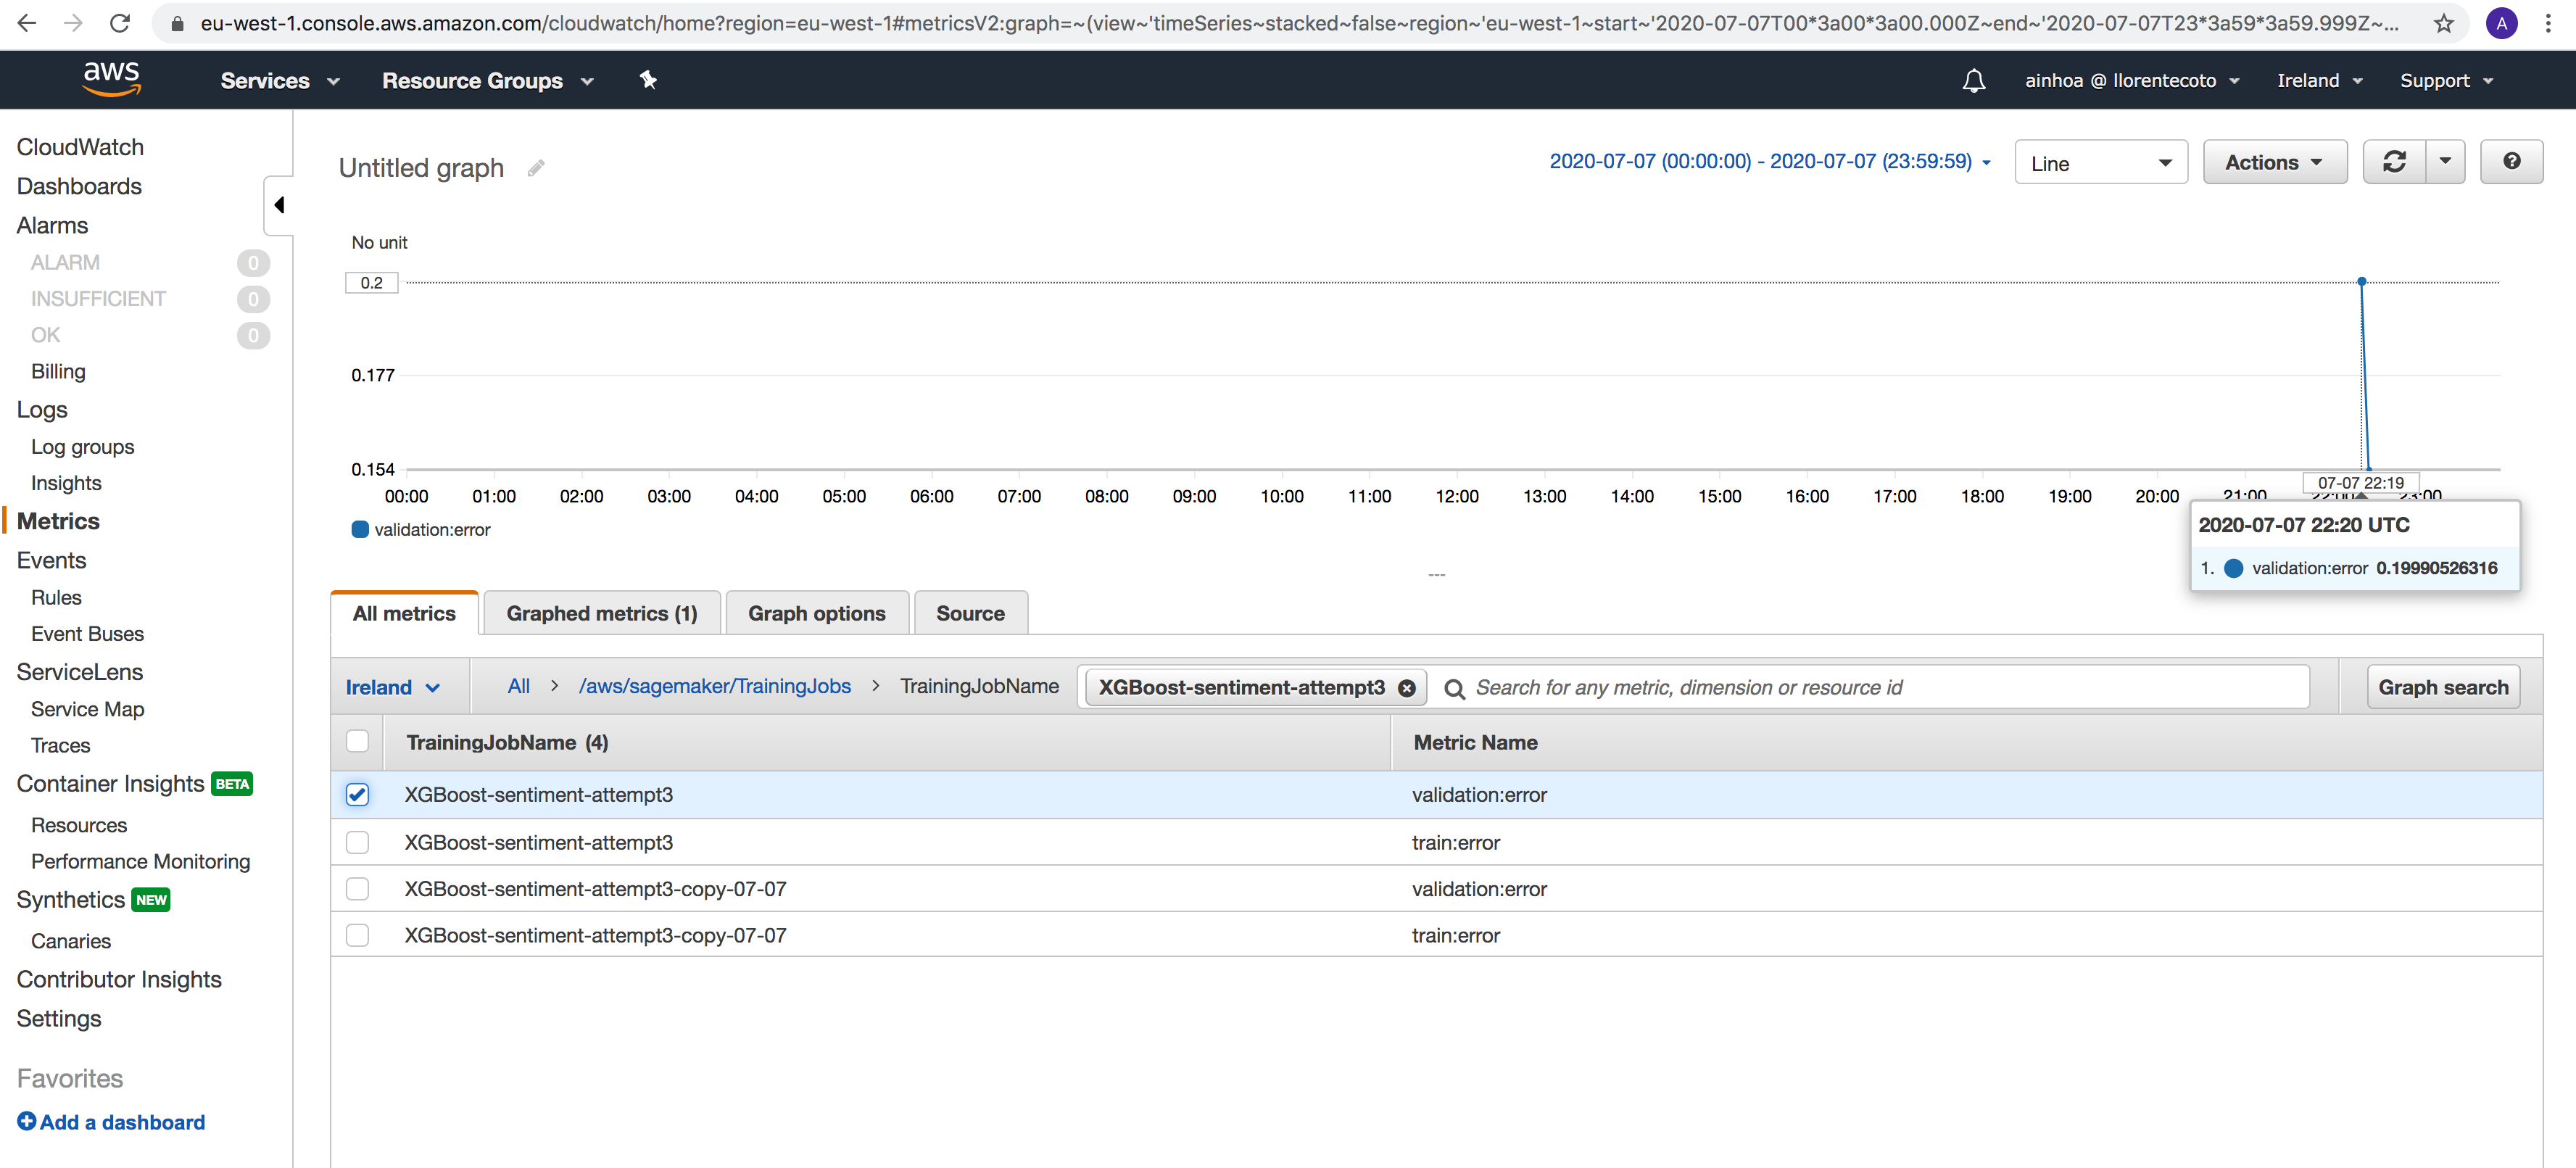 eu-west-1.console.aws.amazon.com/cloudwatch/home?region=eu-west-1#metricsV2:graph=~(view~'timeSeries~stacked~false~region~'eu-west-1~start~'2020-07-07T00*3a00*3a00.000Z~end~'2020-07-07T23*3a59*3a59.999Z~...
A
aws
Services
Resource Groups
ainhoa @ llorentecoto
Ireland
Support
CloudWatch
Dashboards
Alarms
ALARM 0
INSUFFICIENT 0
OK 0
Billing
Logs
Log groups
Insights
Metrics
Events
Rules
Event Buses
ServiceLens
Service Map
Traces
Container Insights BETA
Resources
Performance Monitoring
Synthetics NEW
Canaries
Contributor Insights
Settings
Favorites
Add a dashboard
Untitled graph
2020-07-07 (00:00:00) - 2020-07-07 (23:59:59)
Line
Actions
?
No unit
0.2
0.177
0.154
00:00 01:00 02:00 03:00 04:00 05:00 06:00 07:00 08:00 09:00 10:00 11:00 12:00 13:00 14:00 15:00 16:00 17:00 18:00 19:00 20:00 21:00 22:00 23:00
07-07 22:19
validation:error
2020-07-07 22:20 UTC
1. validation:error 0.19990526316
All metrics
Graphed metrics (1)
Graph options
Source
Ireland
All > /aws/sagemaker/TrainingJobs > TrainingJobName
XGBoost-sentiment-attempt3
Search for any metric, dimension or resource id
Graph search
TrainingJobName (4) Metric Name
XGBoost-sentiment-attempt3 validation:error
XGBoost-sentiment-attempt3 train:error
XGBoost-sentiment-attempt3-copy-07-07 validation:error
XGBoost-sentiment-attempt3-copy-07-07 train:error